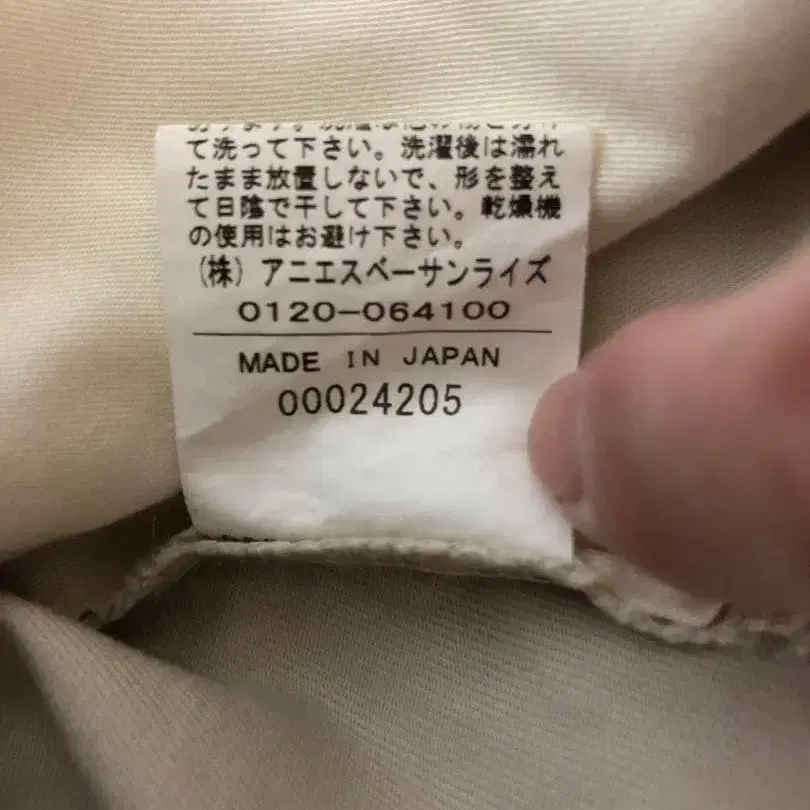 て洗って下さい。洗濯後は濡れ
たまま放置しないで、形を整え
て日陰で干して下さい。乾燥機
の使用はお避け下さい。
(株) アニエスベーサンライズ
0120-064100
MADE IN JAPAN
00024205